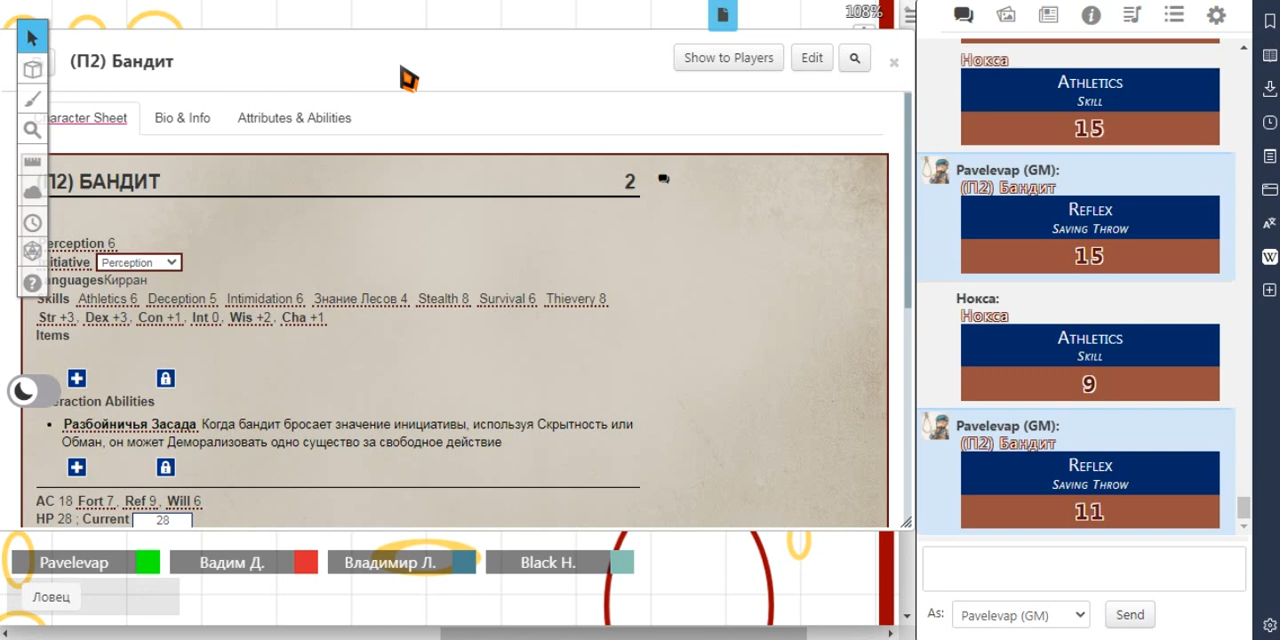 108%
(П2) Бандит
Show to Players
Edit
Character Sheet
Bio & Info
Attributes & Abilities
(П2) БАНДИТ
2
Perception 6
Initiative Perception
LanguagesКирран
Skills Athletics 6 Deception 5 Intimidation 6 Знание Лесов 4 Stealth 8 Survival 6 Thievery 8
Str +3, Dex +3, Con +1, Int 0, Wis +2, Cha +1
Items
eraction Abilities
• Разбойничья Засада Когда бандит бросает значение инициативы, используя Скрытность или
Обман, он может Деморализовать одно существо за свободное действие
AC 18 Fort 7, Ref 9, Will 6
HP 28 ; Current 28
Pavelevap
Вадим Д.
Владимир Л.
Black H.
Ловец
Нокса
ATHLETICS
SKILL
15
Pavelevap (GM):
(П2) Бандит
REFLEX
SAVING THROW
15
Нокса:
Нокса
ATHLETICS
SKILL
9
Pavelevap (GM):
(П2) Бандит
REFLEX
SAVING THROW
11
As: Pavelevap (GM)
Send